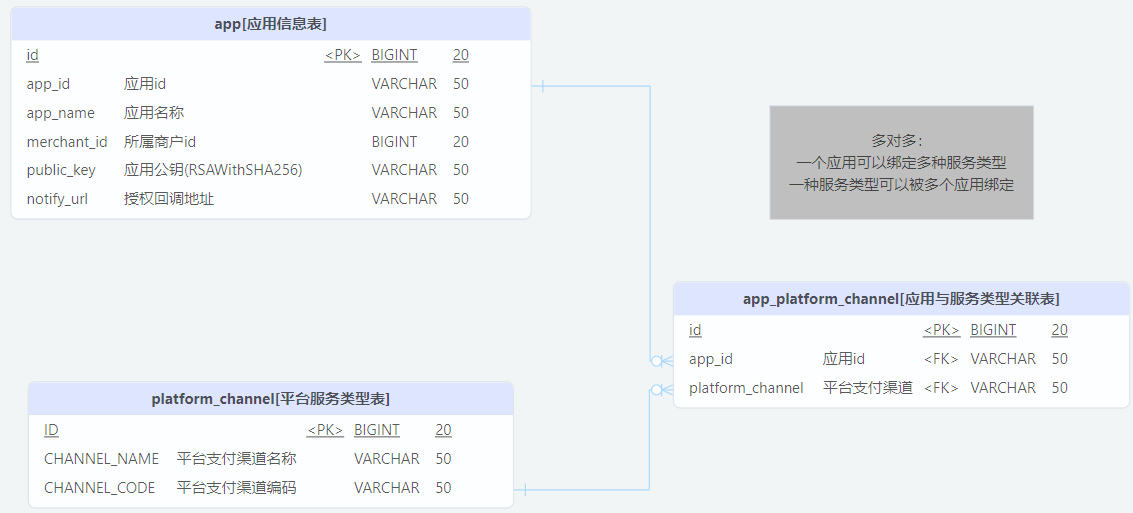 app[应用信息表]
id <PK> BIGINT 20
app_id 应用id VARCHAR 50
app_name 应用名称 VARCHAR 50
merchant_id 所属商户id BIGINT 20
public_key 应用公钥(RSAWithSHA256) VARCHAR 50
notify_url 授权回调地址 VARCHAR 50
多对多：
一个应用可以绑定多种服务类型
一种服务类型可以被多个应用绑定
app_platform_channel[应用与服务类型关联表]
id <PK> BIGINT 20
app_id 应用id <FK> VARCHAR 50
platform_channel 平台支付渠道 <FK> VARCHAR 50
platform_channel[平台服务类型表]
ID <PK> BIGINT 20
CHANNEL_NAME 平台支付渠道名称 VARCHAR 50
CHANNEL_CODE 平台支付渠道编码 VARCHAR 50